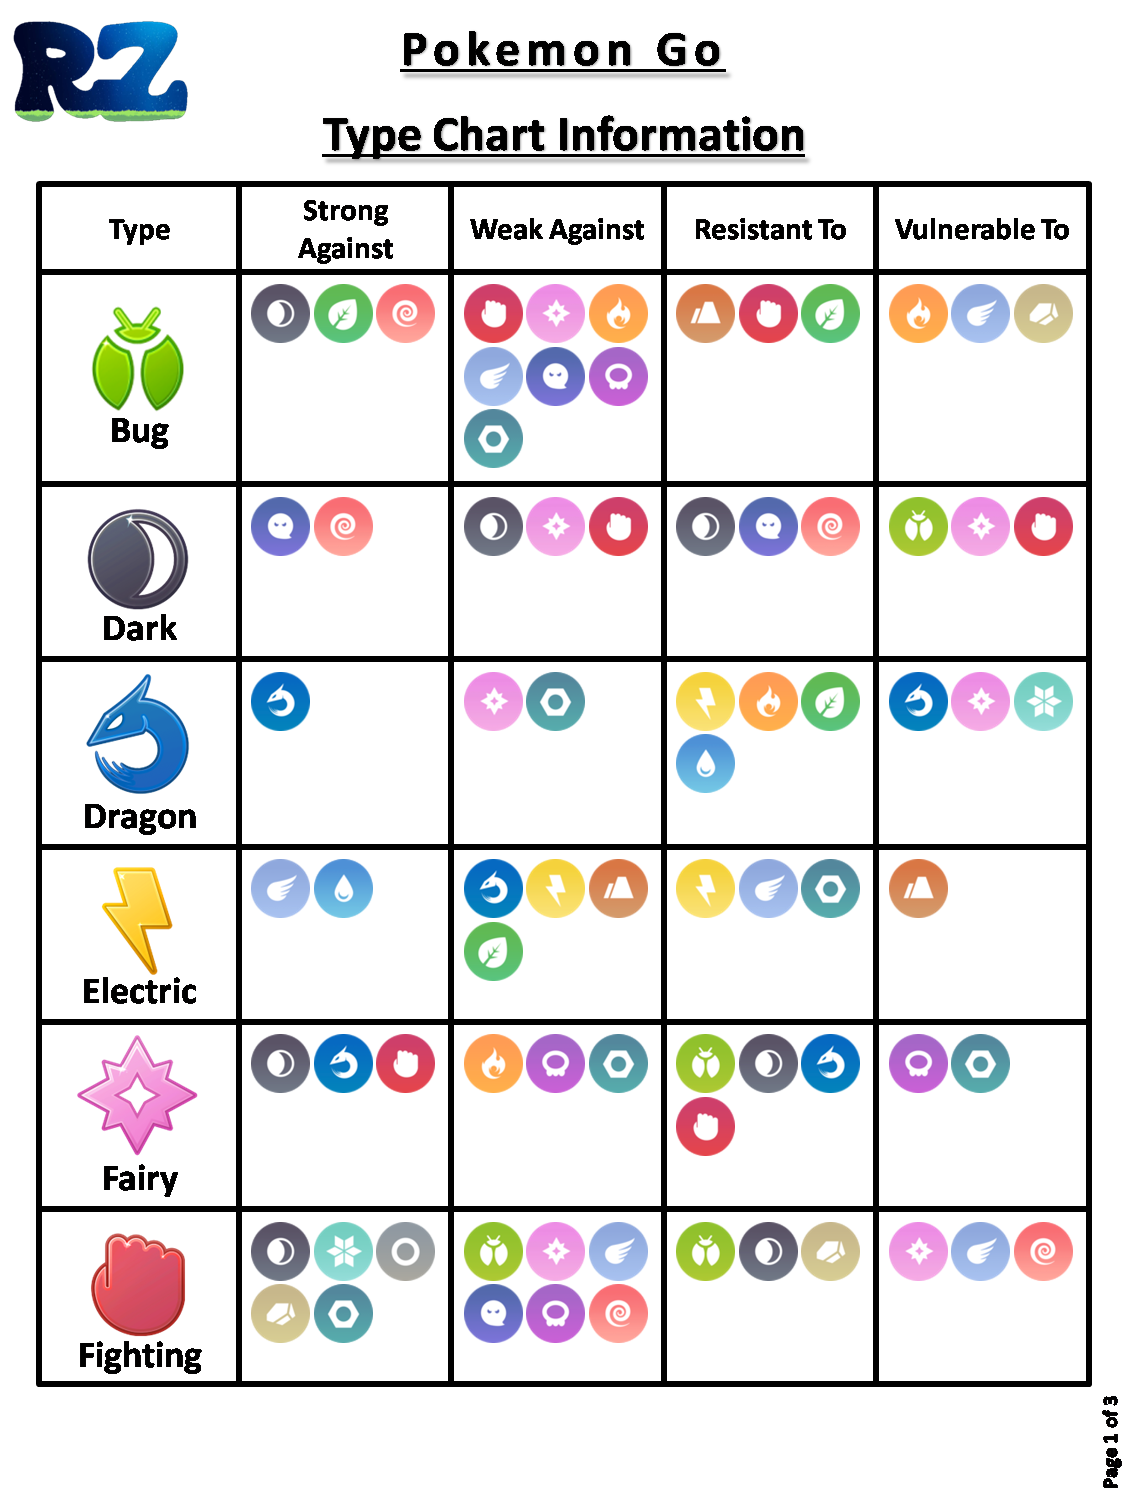 RZ
Pokemon Go
Type Chart Information
Type
Strong
Against
Weak Against
Resistant To
Vulnerable To
Bug
Dark
Dragon
Electric
Fairy
Fighting
Page 1 of 3